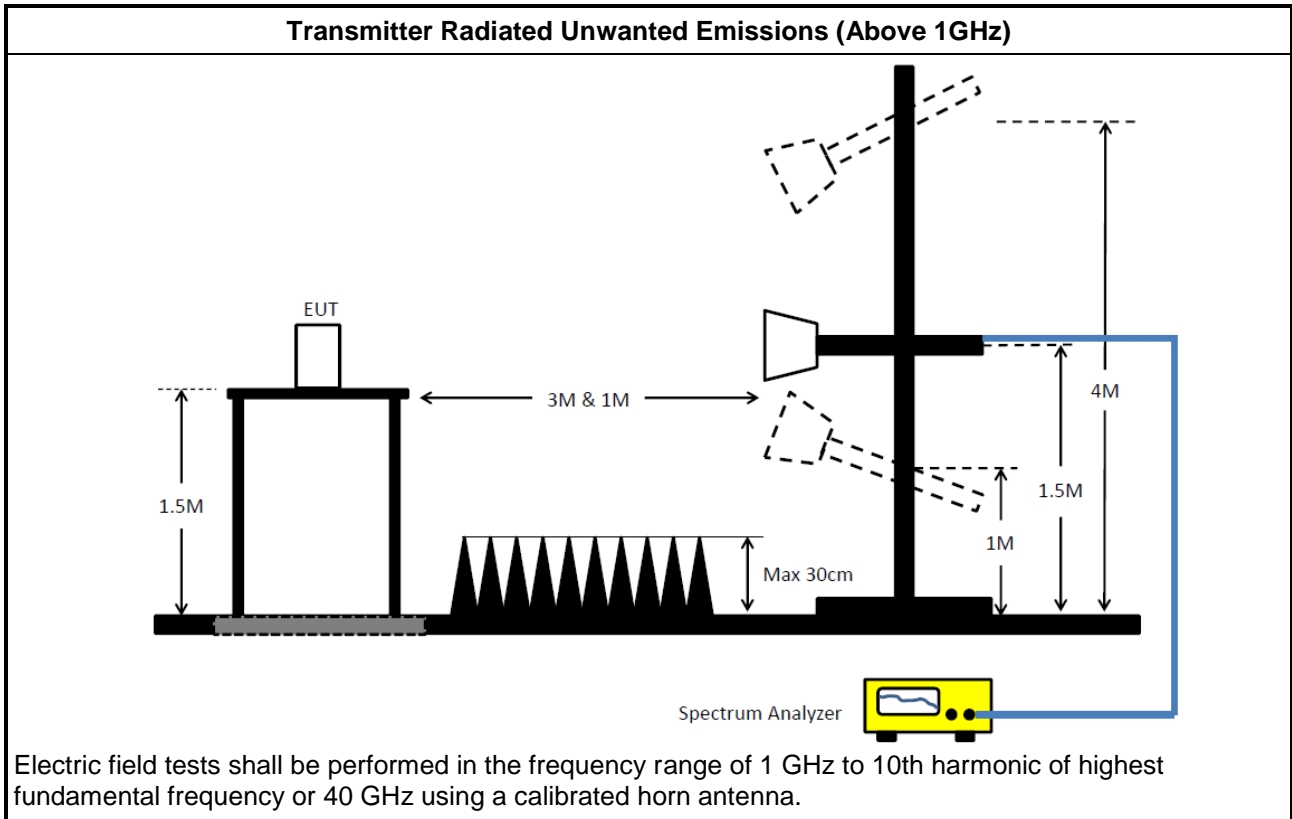 Transmitter Radiated Unwanted Emissions (Above 1GHz)
EUT
3M & 1M
4M
1.5M
1.5M
1M
Max 30cm
Spectrum Analyzer
Electric field tests shall be performed in the frequency range of 1 GHz to 10th harmonic of highest
fundamental frequency or 40 GHz using a calibrated horn antenna.